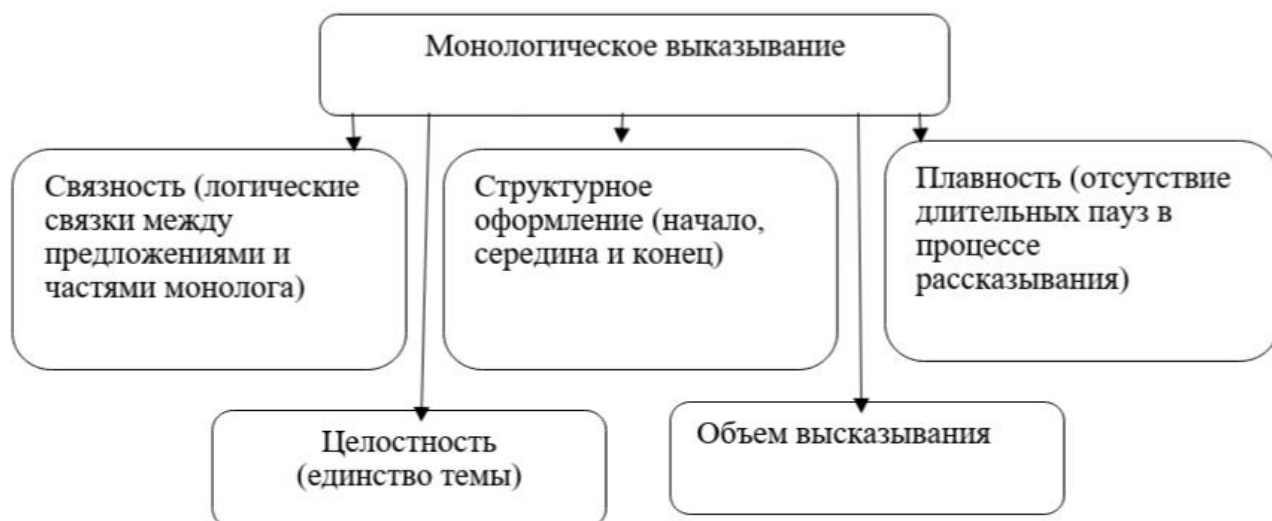 Монологическое выказывание
Связность (логические
связки между
предложениями и
частями монолога)
Структурное
оформление (начало,
середина и конец)
Плавность (отсутствие
длительных пауз в
процессе
рассказывания)
Целостность
(единство темы)
Объем высказывания